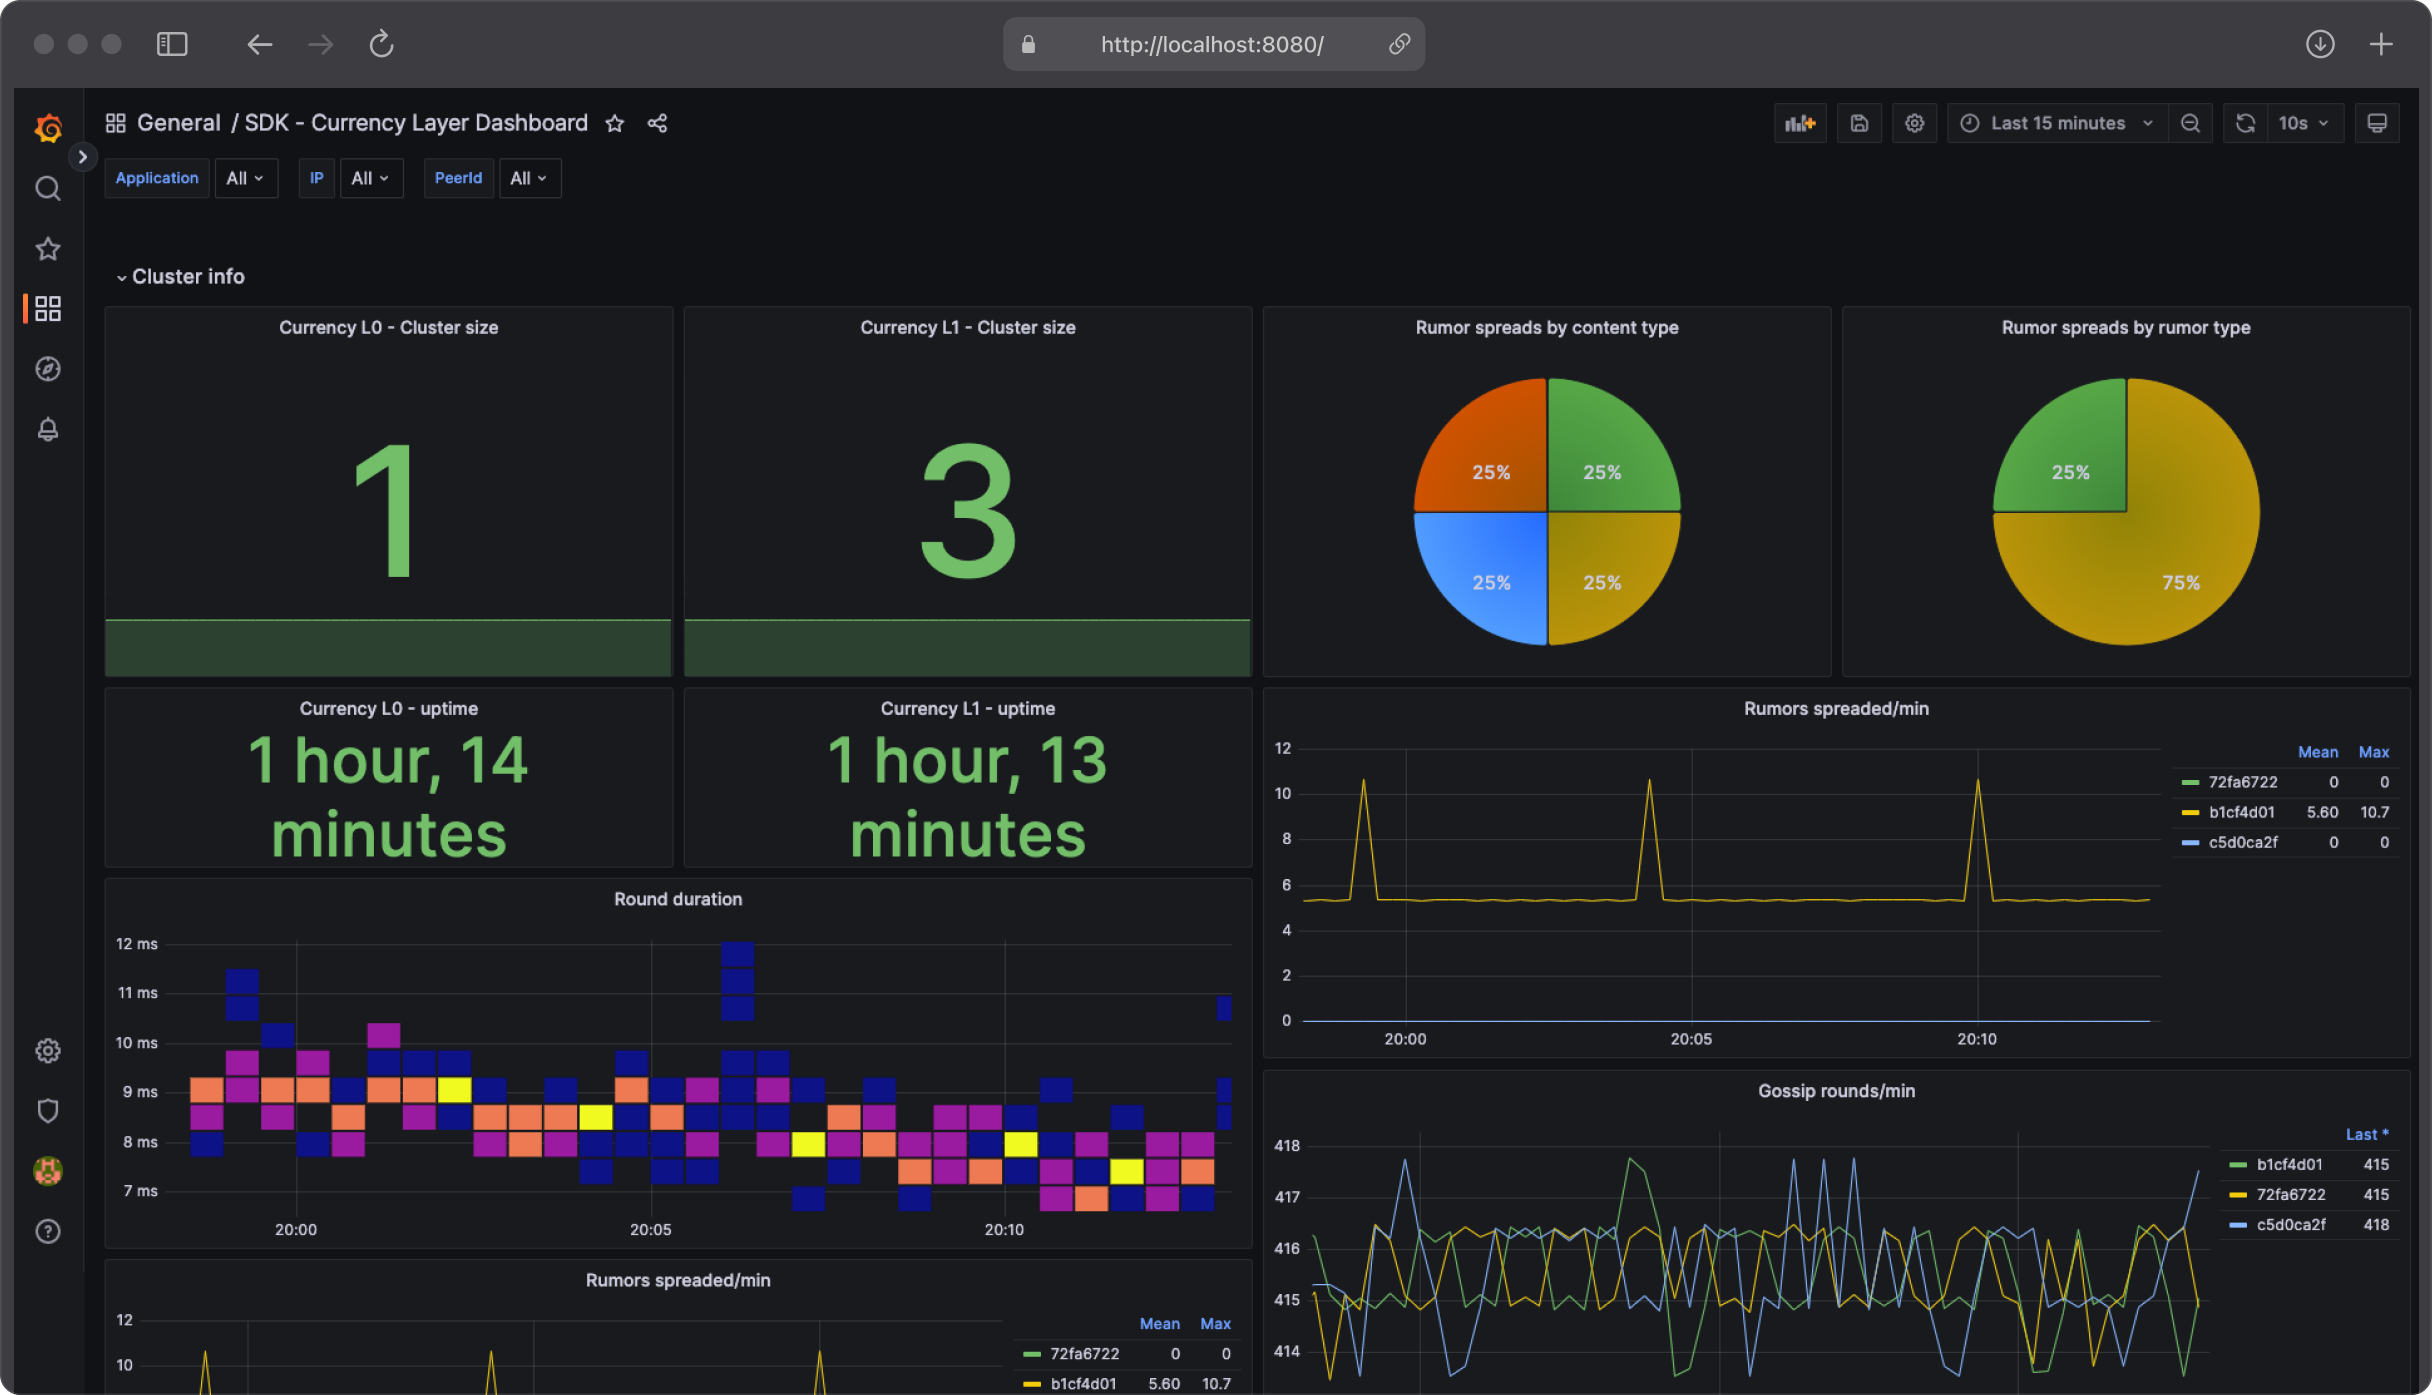 http://localhost:8080/
General / SDK - Currency Layer Dashboard
Last 15 minutes
10s
Application All IP All PeerId All
Cluster info
Currency L0 - Cluster size
1
Currency L1 - Cluster size
3
Rumor spreads by content type
25% 25%
25% 25%
Rumor spreads by rumor type
25%
75%
Currency L0 - uptime
1 hour, 14
minutes
Currency L1 - uptime
1 hour, 13
minutes
Rumors spreaded/min
12
10
8
6
4
2
0
20:00 20:05 20:10
Mean Max
72fa6722 0 0
b1cf4d01 5.60 10.7
c5d0ca2f 0 0
Round duration
12 ms
11 ms
10 ms
9 ms
8 ms
7 ms
20:00 20:05 20:10
Gossip rounds/min
418
417
416
415
414
Last *
b1cf4d01 415
72fa6722 415
c5d0ca2f 418
Rumors spreaded/min
12
10
Mean Max
72fa6722 0 0
b1cf4d01 5.60 10.7